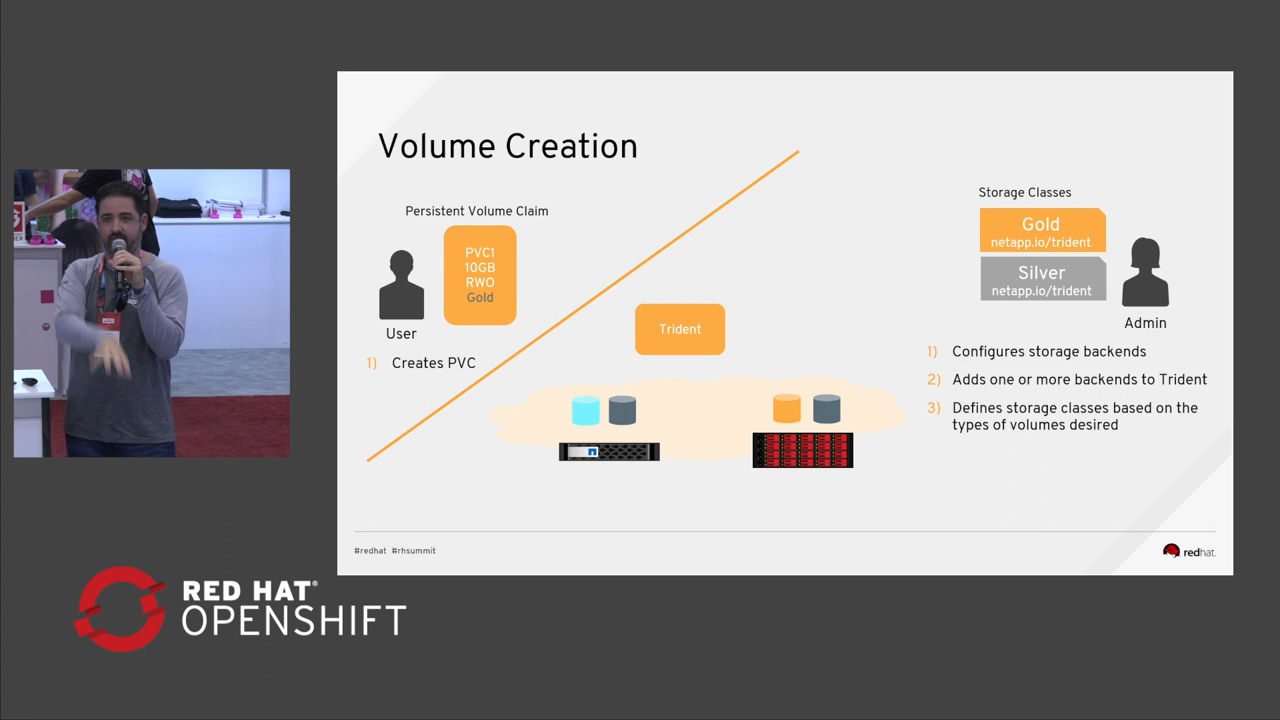 Volume Creation
Persistent Volume Claim
PVC1
10GB
RWO
Gold
User
1) Creates PVC
Trident
Storage Classes
Gold
netapp.io/trident
Silver
netapp.io/trident
Admin
1) Configures storage backends
2) Adds one or more backends to Trident
3) Defines storage classes based on the
types of volumes desired
#redhat #rhsummit
redhat.
RED HAT®
OPENSHIFT